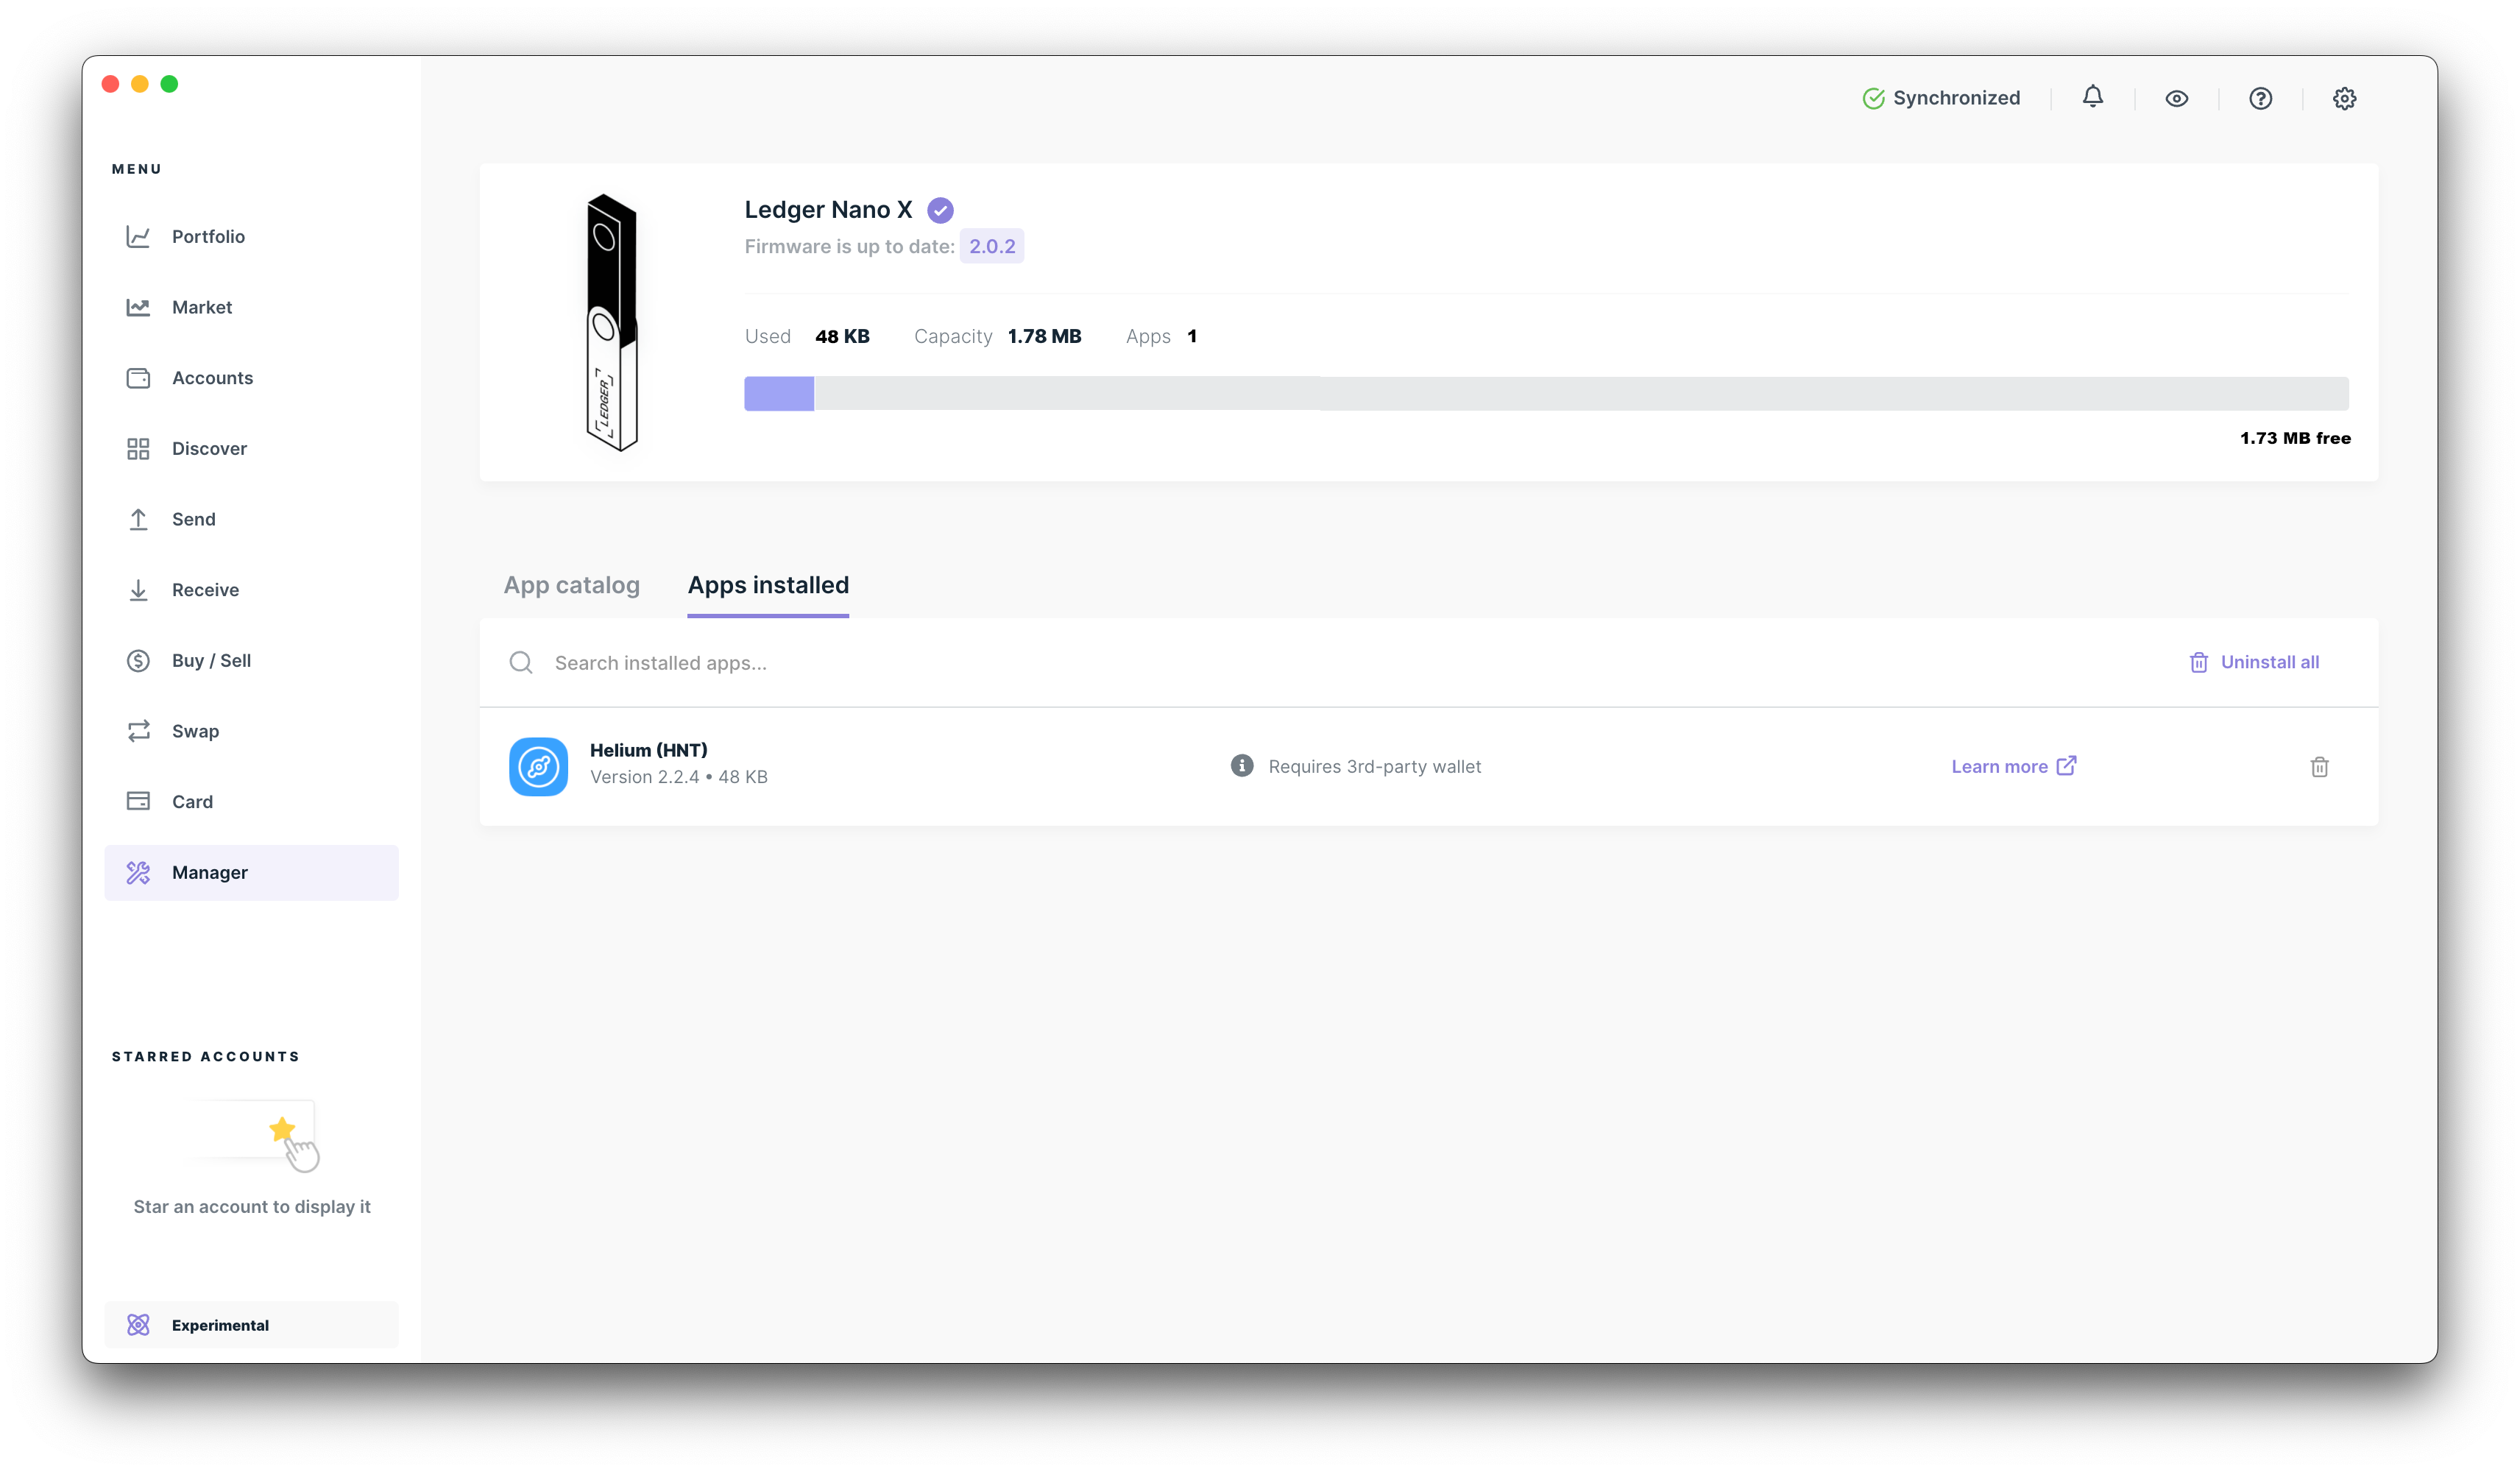 Synchronized
MENU
Portfolio
Market
Accounts
Discover
Send
Receive
Buy / Sell
Swap
Card
Manager
STARRED ACCOUNTS
Star an account to display it
Experimental
LEDGER
Ledger Nano X
Firmware is up to date: 2.0.2
Used 48 KB Capacity 1.78 MB Apps 1
1.73 MB free
App catalog Apps installed
Search installed apps... Uninstall all
Helium (HNT)
Version 2.2.4 • 48 KB
Requires 3rd-party wallet
Learn more